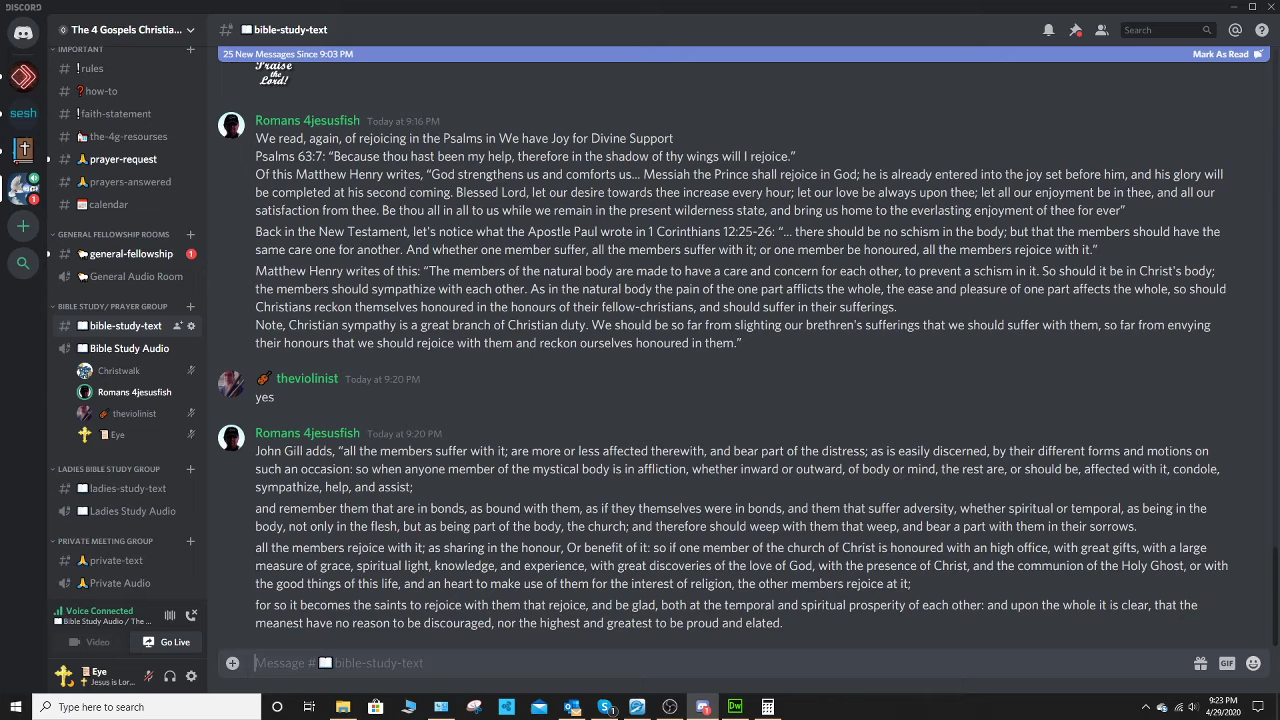 DISCORD
The 4 Gospels Christia...
IMPORTANT
!rules
?how-to
!faith-statement
the-4g-resourses
prayer-request
prayers-answered
calendar
GENERAL FELLOWSHIP ROOMS
general-fellowship 1
General Audio Room
BIBLE STUDY/ PRAYER GROUP
bible-study-text
Bible Study Audio
Christwalk
Romans 4jesusfish
theviolinist
Eye
LADIES BIBLE STUDY GROUP
ladies-study-text
Ladies Study Audio
PRIVATE MEETING GROUP
private-text
Private Audio
Voice Connected
Bible Study Audio / The ...
Video
Go Live
Eye
Jesus is Lor...
sesh
1
# bible-study-text
Search
25 New Messages Since 9:03 PM
Mark As Read
Praise
the
Lord!
Romans 4jesusfish Today at 9:16 PM
We read, again, of rejoicing in the Psalms in We have Joy for Divine Support
Psalms 63:7: “Because thou hast been my help, therefore in the shadow of thy wings will I rejoice.”
Of this Matthew Henry writes, “God strengthens us and comforts us... Messiah the Prince shall rejoice in God; he is already entered into the joy set before him, and his glory will
be completed at his second coming. Blessed Lord, let our desire towards thee increase every hour; let our love be always upon thee; let all our enjoyment be in thee, and all our
satisfaction from thee. Be thou all in all to us while we remain in the present wilderness state, and bring us home to the everlasting enjoyment of thee for ever”
Back in the New Testament, let's notice what the Apostle Paul wrote in 1 Corinthians 12:25-26: “... there should be no schism in the body; but that the members should have the
same care one for another. And whether one member suffer, all the members suffer with it; or one member be honoured, all the members rejoice with it.”
Matthew Henry writes of this: “The members of the natural body are made to have a care and concern for each other, to prevent a schism in it. So should it be in Christ's body;
the members should sympathize with each other. As in the natural body the pain of the one part afflicts the whole, the ease and pleasure of one part affects the whole, so should
Christians reckon themselves honoured in the honours of their fellow-christians, and should suffer in their sufferings.
Note, Christian sympathy is a great branch of Christian duty. We should be so far from slighting our brethren's sufferings that we should suffer with them, so far from envying
their honours that we should rejoice with them and reckon ourselves honoured in them.”
theviolinist Today at 9:20 PM
yes
Romans 4jesusfish Today at 9:20 PM
John Gill adds, “all the members suffer with it; are more or less affected therewith, and bear part of the distress; as is easily discerned, by their different forms and motions on
such an occasion: so when anyone member of the mystical body is in affliction, whether inward or outward, of body or mind, the rest are, or should be, affected with it, condole,
sympathize, help, and assist;
and remember them that are in bonds, as bound with them, as if they themselves were in bonds, and them that suffer adversity, whether spiritual or temporal, as being in the
body, not only in the flesh, but as being part of the body, the church; and therefore should weep with them that weep, and bear a part with them in their sorrows.
all the members rejoice with it; as sharing in the honour, Or benefit of it: so if one member of the church of Christ is honoured with an high office, with great gifts, with a large
measure of grace, spiritual light, knowledge, and experience, with great discoveries of the love of God, with the presence of Christ, and the communion of the Holy Ghost, or with
the good things of this life, and an heart to make use of them for the interest of religion, the other members rejoice at it;
for so it becomes the saints to rejoice with them that rejoice, and be glad, both at the temporal and spiritual prosperity of each other: and upon the whole it is clear, that the
meanest have no reason to be discouraged, nor the highest and greatest to be proud and elated.
Message # bible-study-text
GIF
Type here to search
Dw
9:23 PM
4/29/2020